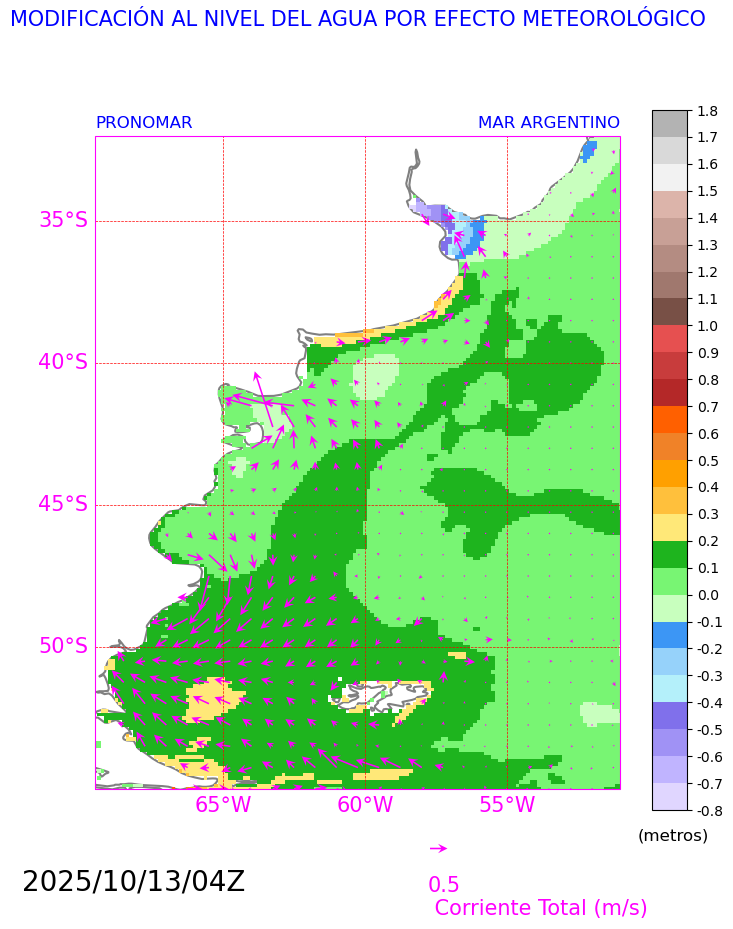 MODIFICACIÓN AL NIVEL DEL AGUA POR EFECTO METEOROLÓGICO
PRONOMAR
MAR ARGENTINO
35°S
40°S
45°S
50°S
65°W
60°W
55°W
1.8
1.7
1.6
1.5
1.4
1.3
1.2
1.1
1.0
0.9
0.8
0.7
0.6
0.5
0.4
0.3
0.2
0.1
0.0
-0.1
-0.2
-0.3
-0.4
-0.5
-0.6
-0.7
-0.8
(metros)
2025/10/13/04Z
0.5
Corriente Total (m/s)